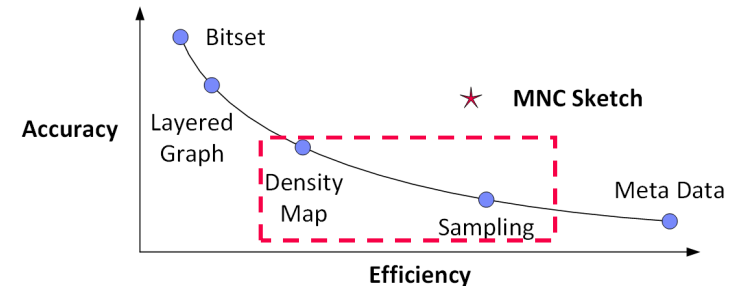 Bitset
MNC Sketch
Accuracy
Layered
Graph
Density
Map
Meta Data
Sampling
Efficiency